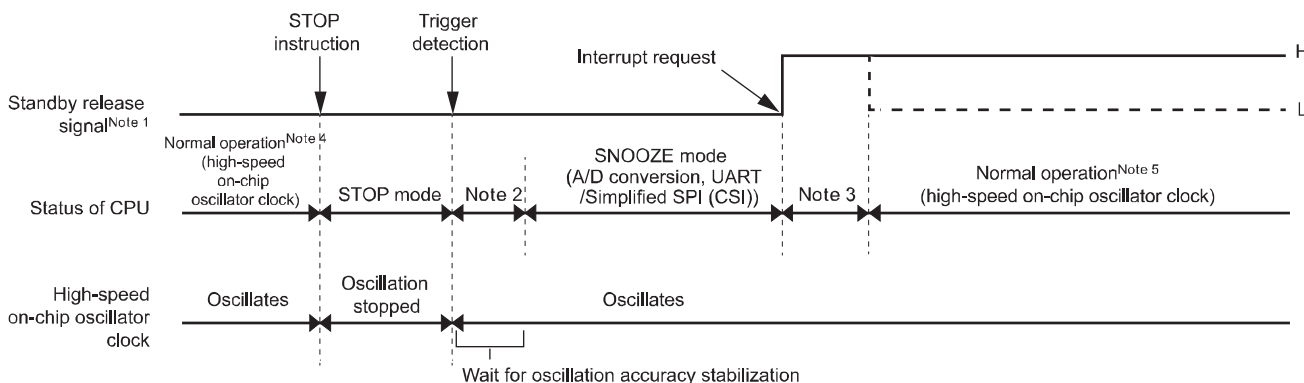 STOP
instruction
Trigger
detection
Interrupt request
H
L
Standby release
signalNote 1
Normal operationNote 4
(high-speed
on-chip
oscillator clock)
STOP mode
Note 2
SNOOZE mode
(A/D conversion, UART
/Simplified SPI (CSI))
Note 3
Normal operationNote 5
(high-speed on-chip oscillator clock)
Status of CPU
High-speed
on-chip oscillator
clock
Oscillates
Oscillation
stopped
Oscillates
Wait for oscillation accuracy stabilization